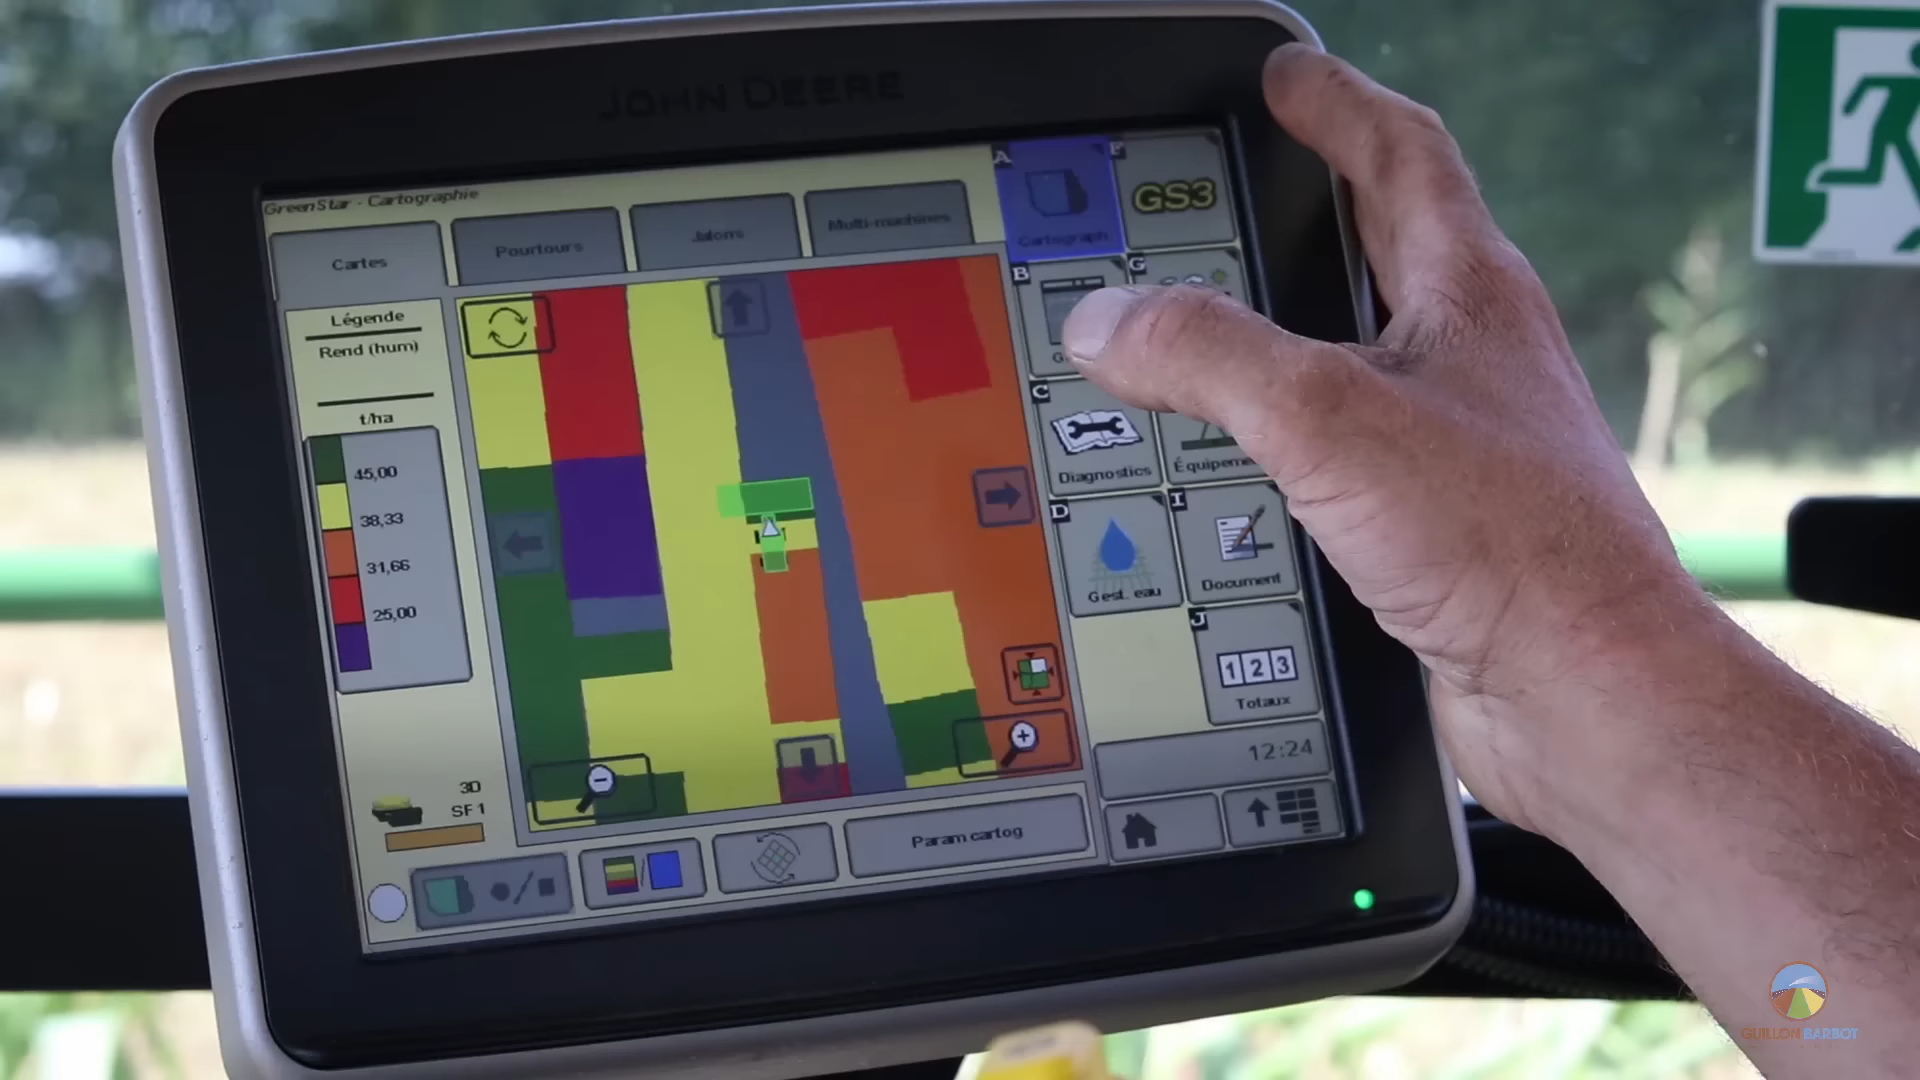 JOHN DEERE
GreenStar - Cartographie
Cartes
Pourtours
Jalons
Multi-machines
A
Cartograph.
F
GS3
Légende
Rend (hum)
t/ha
45,00
38,33
31,66
25,00
B
G
C
Diagnostics
Équipeme
D
Gest. eau
I
Document
J
1 2 3
Totaux
12:24
3D
SF1
Param cartog
GUILLON BARBOT